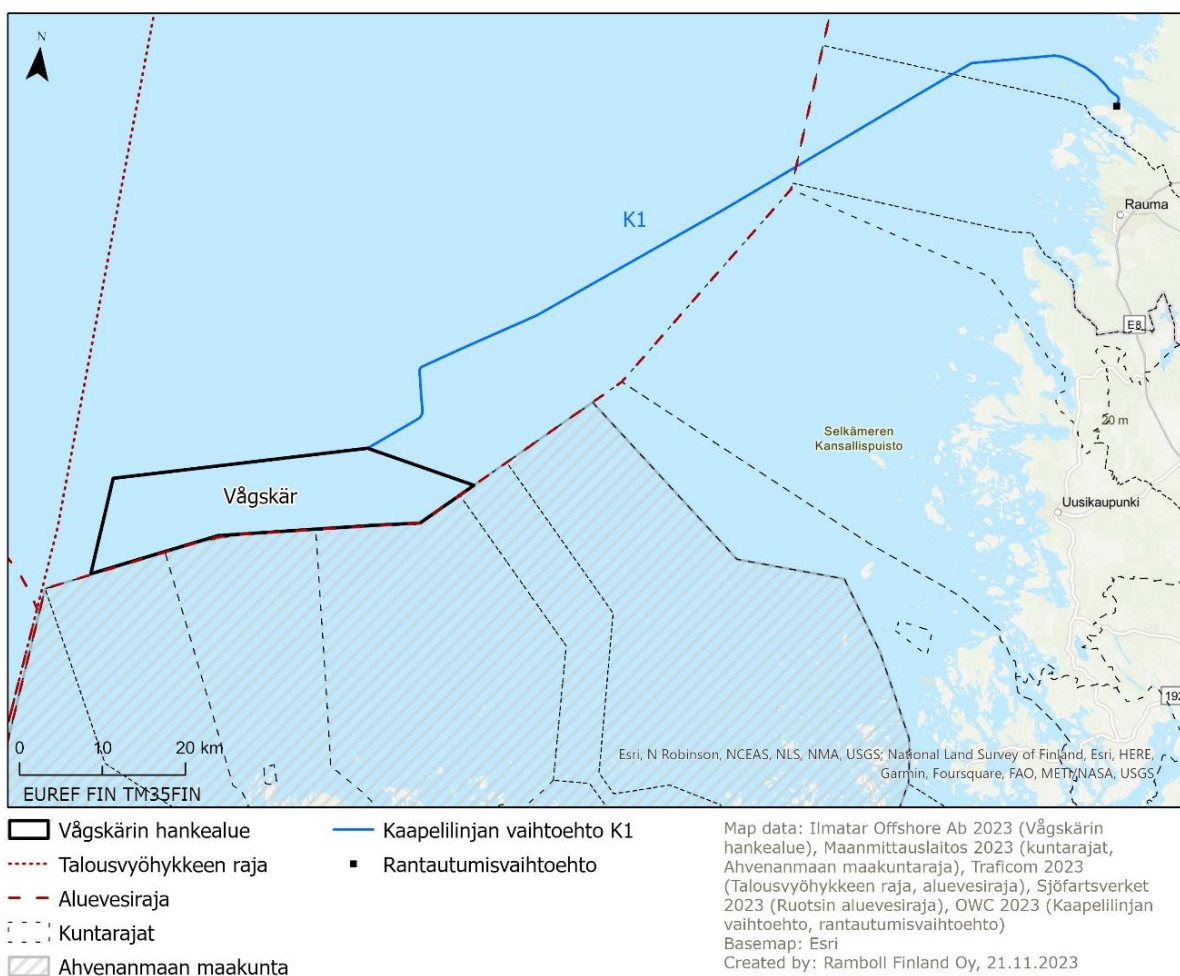 N
K1
Rauma
E8
20 m
Selkämeren
Kansallispuisto
Vågskär
Uusikaupunki
192
0 10 20 km
Esri, N Robinson, NCEAS, NLS, NMA, USGS; National Land Survey of Finland, Esri, HERE,
Garmin, Foursquare, FAO, METI/NASA, USGS
EUREF FIN TM35FIN
Vågskärin hankealue
Talousvyöhykkeen raja
Aluevesiraja
Kuntarajat
Ahvenanmaan maakunta
Kaapelilinjan vaihtoehto K1
Rantautumisvaihtoehto
Map data: Ilmatar Offshore Ab 2023 (Vågskärin
hankealue), Maanmittauslaitos 2023 (kuntarajat,
Ahvenanmaan maakuntaraja), Traficom 2023
(Talousvyöhykkeen raja, aluevesiraja), Sjöfartsverket
2023 (Ruotsin aluevesiraja), OWC 2023 (Kaapelilinjan
vaihtoehto, rantautumisvaihtoehto)
Basemap: Esri
Created by: Ramboll Finland Oy, 21.11.2023